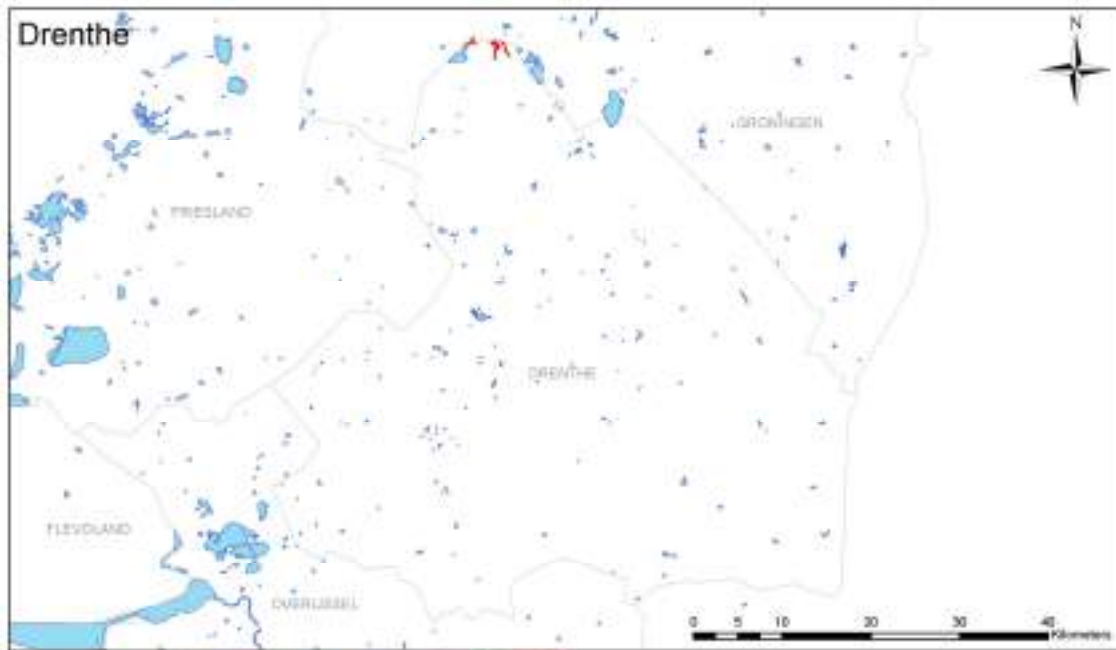 Drenthe
N
GRONINGEN
FRIESLAND
DRENTHE
FLEVOLAND
OVERIJSSEL
0 5 10 20 30 40
Kilometers